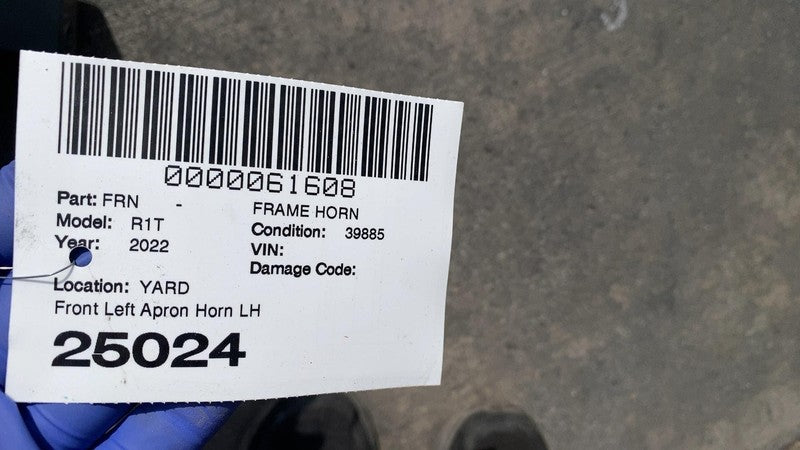 0000061608
Part: FRN - FRAME HORN
Model: R1T Condition: 39885
Year: 2022 VIN:
Damage Code:
Location: YARD
Front Left Apron Horn LH
25024